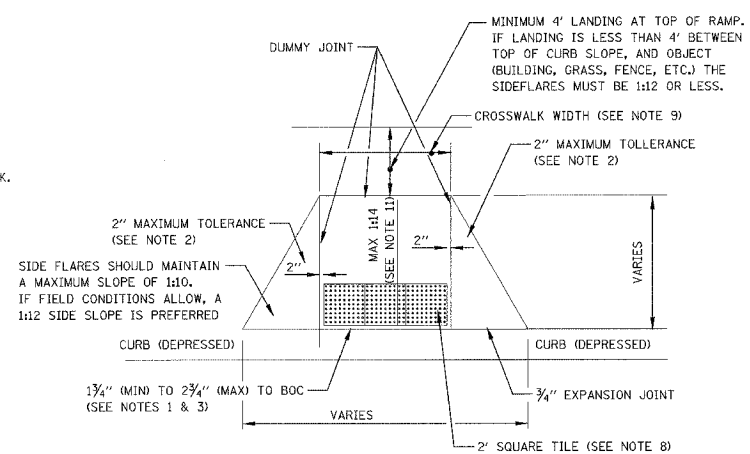 MINIMUM 4' LANDING AT TOP OF RAMP.
IF LANDING IS LESS THAN 4' BETWEEN
TOP OF CURB SLOPE, AND OBJECT
(BUILDING, GRASS, FENCE, ETC.) THE
SIDEFLARES MUST BE 1:12 OR LESS.
DUMMY JOINT
CROSSWALK WIDTH (SEE NOTE 9)
2" MAXIMUM TOLLERANCE
(SEE NOTE 2)
K.
2" MAXIMUM TOLERANCE
(SEE NOTE 2)
MAX 1:14
(SEE NOTE 11)
2"
2"
VARIES
SIDE FLARES SHOULD MAINTAIN
A MAXIMUM SLOPE OF 1:10.
IF FIELD CONDITIONS ALLOW, A
1:12 SIDE SLOPE IS PREFERRED
CURB (DEPRESSED)
CURB (DEPRESSED)
1¾" (MIN) TO 2¾" (MAX) TO BOC
(SEE NOTES 1 & 3)
¾" EXPANSION JOINT
VARIES
2' SQUARE TILE (SEE NOTE 8)